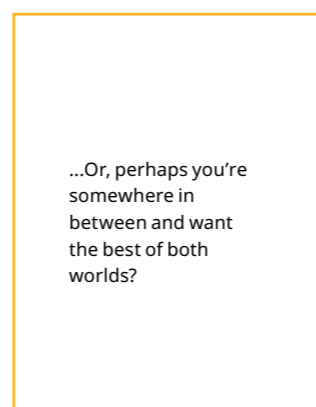 ...Or, perhaps you’re
somewhere in
between and want
the best of both
worlds?